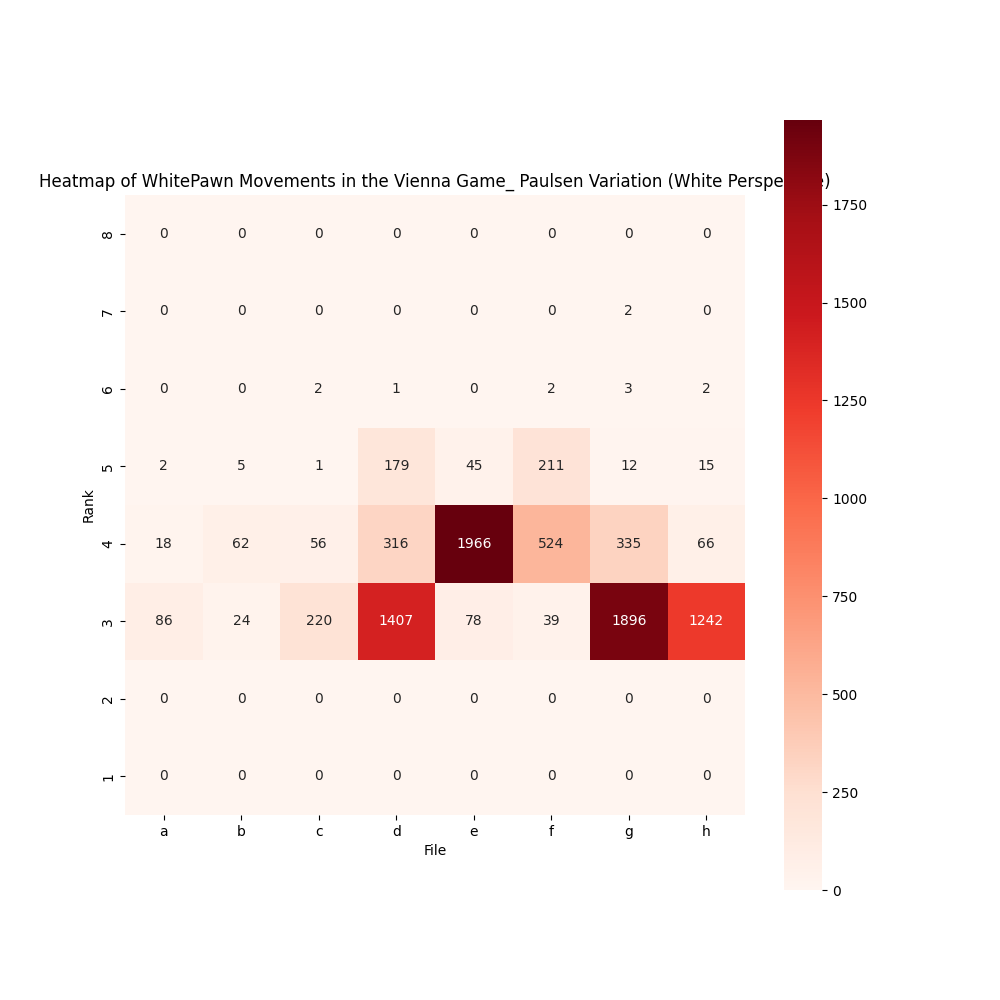 Heatmap of WhitePawn Movements in the Vienna Game_ Paulsen Variation (White Perspe e)
8 0 0 0 0 0 0 0 0
7 0 0 0 0 0 0 2 0
6 0 0 2 1 0 2 3 2
5 2 5 1 179 45 211 12 15
4 18 62 56 316 1966 524 335 66
3 86 24 220 1407 78 39 1896 1242
2 0 0 0 0 0 0 0 0
1 0 0 0 0 0 0 0 0
a b c d e f g h
File
Rank
1750
1500
1250
1000
750
500
250
0